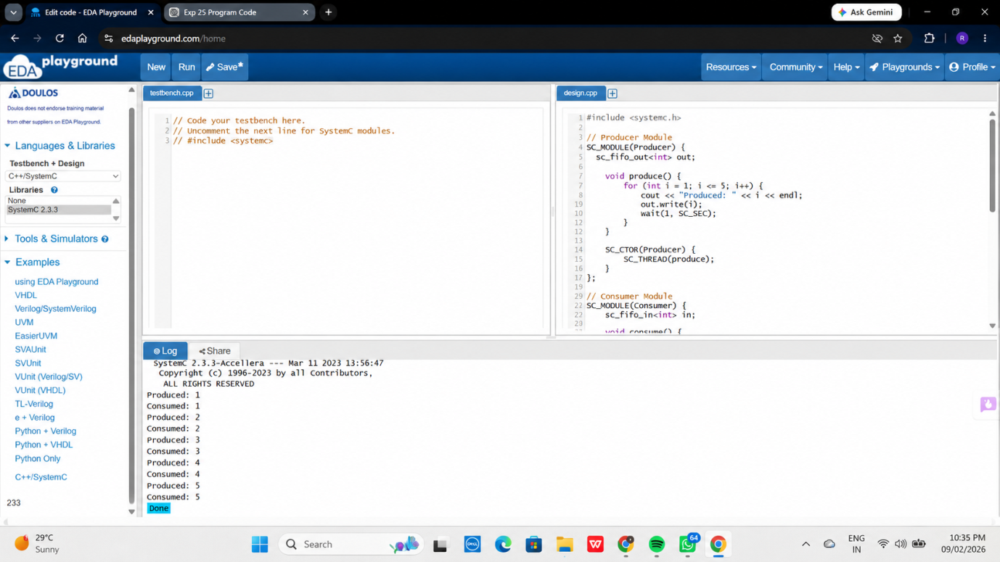 Edit code - EDA Playground
Exp 25 Program Code
Ask Gemini
edaplayground.com/home
R
EDA playground
New
Run
Save*
Resources
Community
Help
Playgrounds
Profile
DOULOS
Doulos does not endorse training material
from other suppliers on EDA Playground.
Languages & Libraries
Testbench + Design
C++/SystemC
Libraries
None
SystemC 2.3.3
Tools & Simulators
Examples
using EDA Playground
VHDL
Verilog/SystemVerilog
UVM
EasierUVM
SVAUnit
SVUnit
VUnit (Verilog/SV)
VUnit (VHDL)
TL-Verilog
e + Verilog
Python + Verilog
Python + VHDL
Python Only
C++/SystemC
233
testbench.cpp
1 // Code your testbench here.
2 // Uncomment the next line for SystemC modules.
3 // #include <systemc>
design.cpp
1 #include <systemc.h>
2
3 // Producer Module
4 SC_MODULE(Producer) {
5 sc_fifo_out<int> out;
6
7 void produce() {
7 for (int i = 1; i <= 5; i++) {
8 cout << "Produced: " << i << endl;
19 out.write(i);
10 wait(1, SC_SEC);
12 }
12 }
13
14 SC_CTOR(Producer) {
15 SC_THREAD(produce);
16 }
17 };
19
29 // Consumer Module
22 SC_MODULE(Consumer) {
22 sc_fifo_in<int> in;
29
void consume() {
Log
Share
SystemC 2.3.3-Accellera --- Mar 11 2023 13:56:47
Copyright (c) 1996-2023 by all Contributors,
ALL RIGHTS RESERVED
Produced: 1
Consumed: 1
Produced: 2
Consumed: 2
Produced: 3
Consumed: 3
Produced: 4
Consumed: 4
Produced: 5
Consumed: 5
Done
29°C
Sunny
Search
DELL
W
64
ENG
IN
10:35 PM
09/02/2026